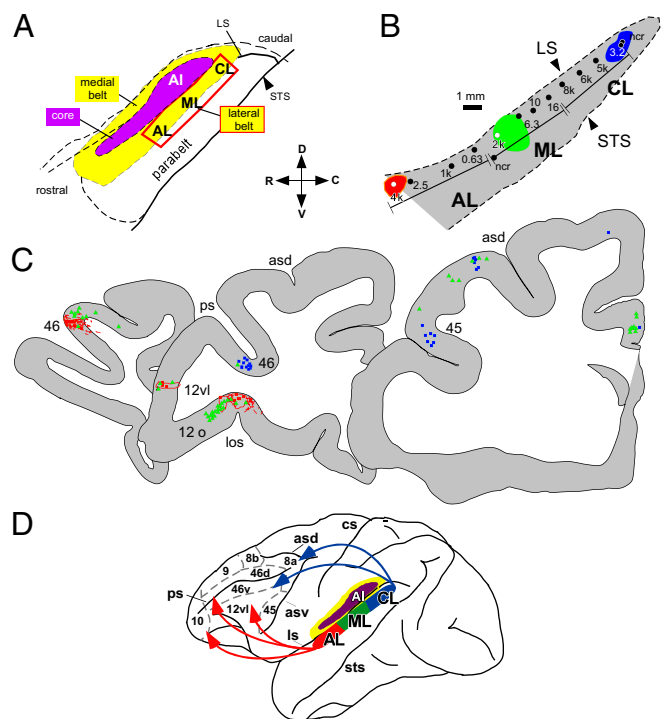 A
LS
caudal
medial
belt
AI
CL
core
ML
STS
AL
lateral
belt
parabelt
rostral
D
R
C
V
B
LS
ncr
3.2
5k
6k
8k
CL
1 mm
10
16
6.3
STS
2k
0.63
ncr
ML
1k
2.5
4k
AL
C
asd
asd
ps
46
46
45
12vl
12 o
los
D
cs
asd
8b
8a
9
46d
ps
46v
AI
CL
12vl
45
asv
ML
10
ls
AL
sts